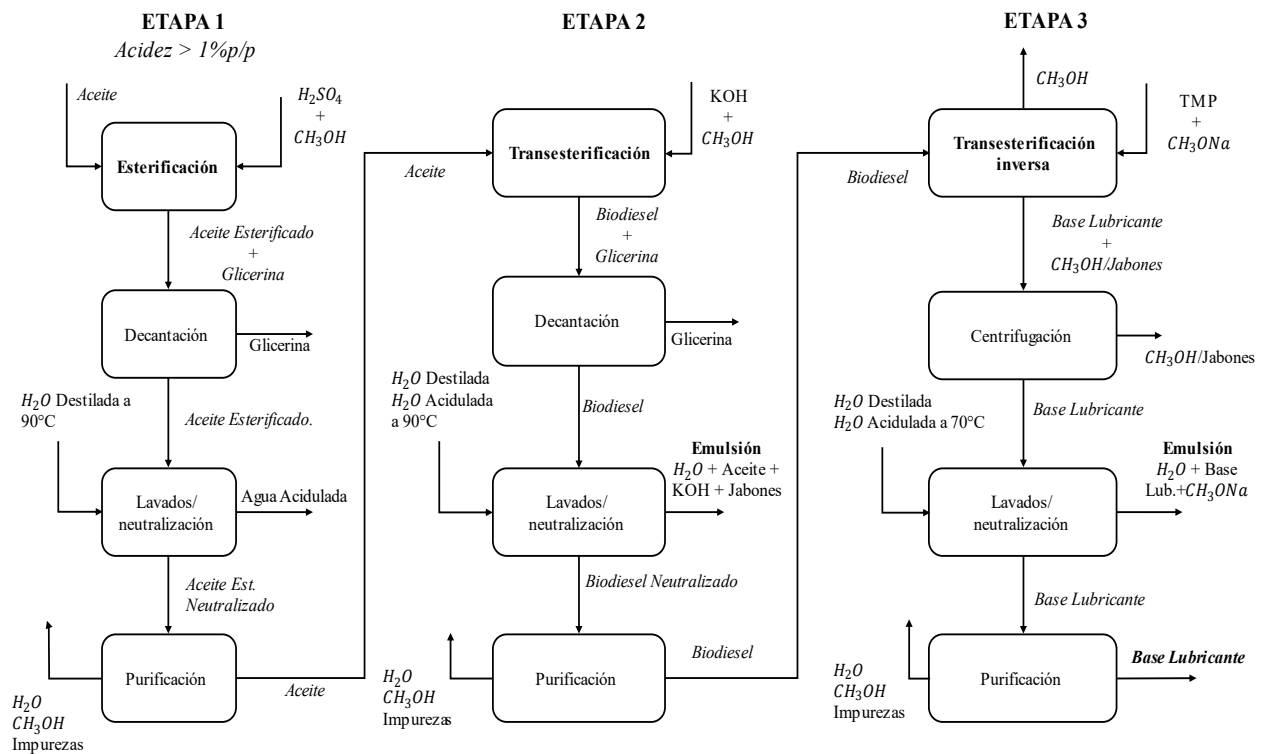 ETAPA 1
Acidez > 1%p/p
Aceite
H₂SO₄
+
CH₃OH
Esterificación
Aceite Esterificado
+
Glicerina
Decantación
Glicerina
H₂O Destilada a
90°C
Aceite Esterificado.
Lavados/
neutralización
Agua Acidulada
Aceite Est.
Neutralizado
Purificación
H₂O
CH₃OH
Impurezas
Aceite
ETAPA 2
Aceite
KOH
+
CH₃OH
Transesterificación
Biodiesel
+
Glicerina
Decantación
Glicerina
H₂O Destilada
H₂O Acidulada
a 90°C
Biodiesel
Lavados/
neutralización
Emulsión
H₂O + Aceite +
KOH + Jabones
Biodiesel Neutralizado
Purificación
H₂O
CH₃OH
Impurezas
Biodiesel
ETAPA 3
CH₃OH
Biodiesel
TMP
+
CH₃ONa
Transesterificación
inversa
Base Lubricante
+
CH₃OH/Jabones
Centrifugación
CH₃OH/Jabones
H₂O Destilada
H₂O Acidulada a 70°C
Base Lubricante
Lavados/
neutralización
Emulsión
H₂O + Base
Lub.+CH₃ONa
Base Lubricante
Purificación
H₂O
CH₃OH
Impurezas
Base Lubricante